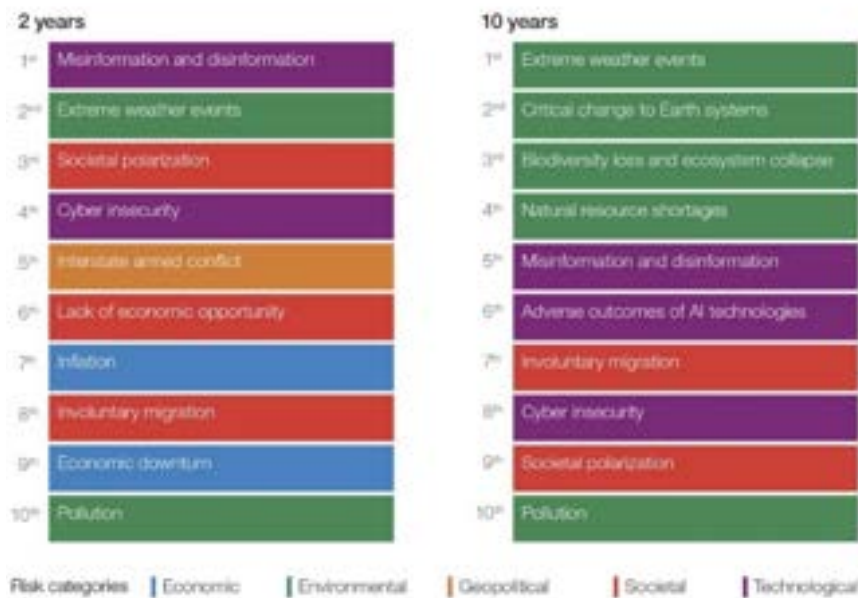 2 years
1st Misinformation and disinformation
2nd Extreme weather events
3rd Societal polarization
4th Cyber insecurity
5th Interstate armed conflict
6th Lack of economic opportunity
7th Inflation
8th Involuntary migration
9th Economic downturn
10th Pollution
10 years
1st Extreme weather events
2nd Critical change to Earth systems
3rd Biodiversity loss and ecosystem collapse
4th Natural resource shortages
5th Misinformation and disinformation
6th Adverse outcomes of AI technologies
7th Involuntary migration
8th Cyber insecurity
9th Societal polarization
10th Pollution
Risk categories Economic Environmental Geopolitical Societal Technological